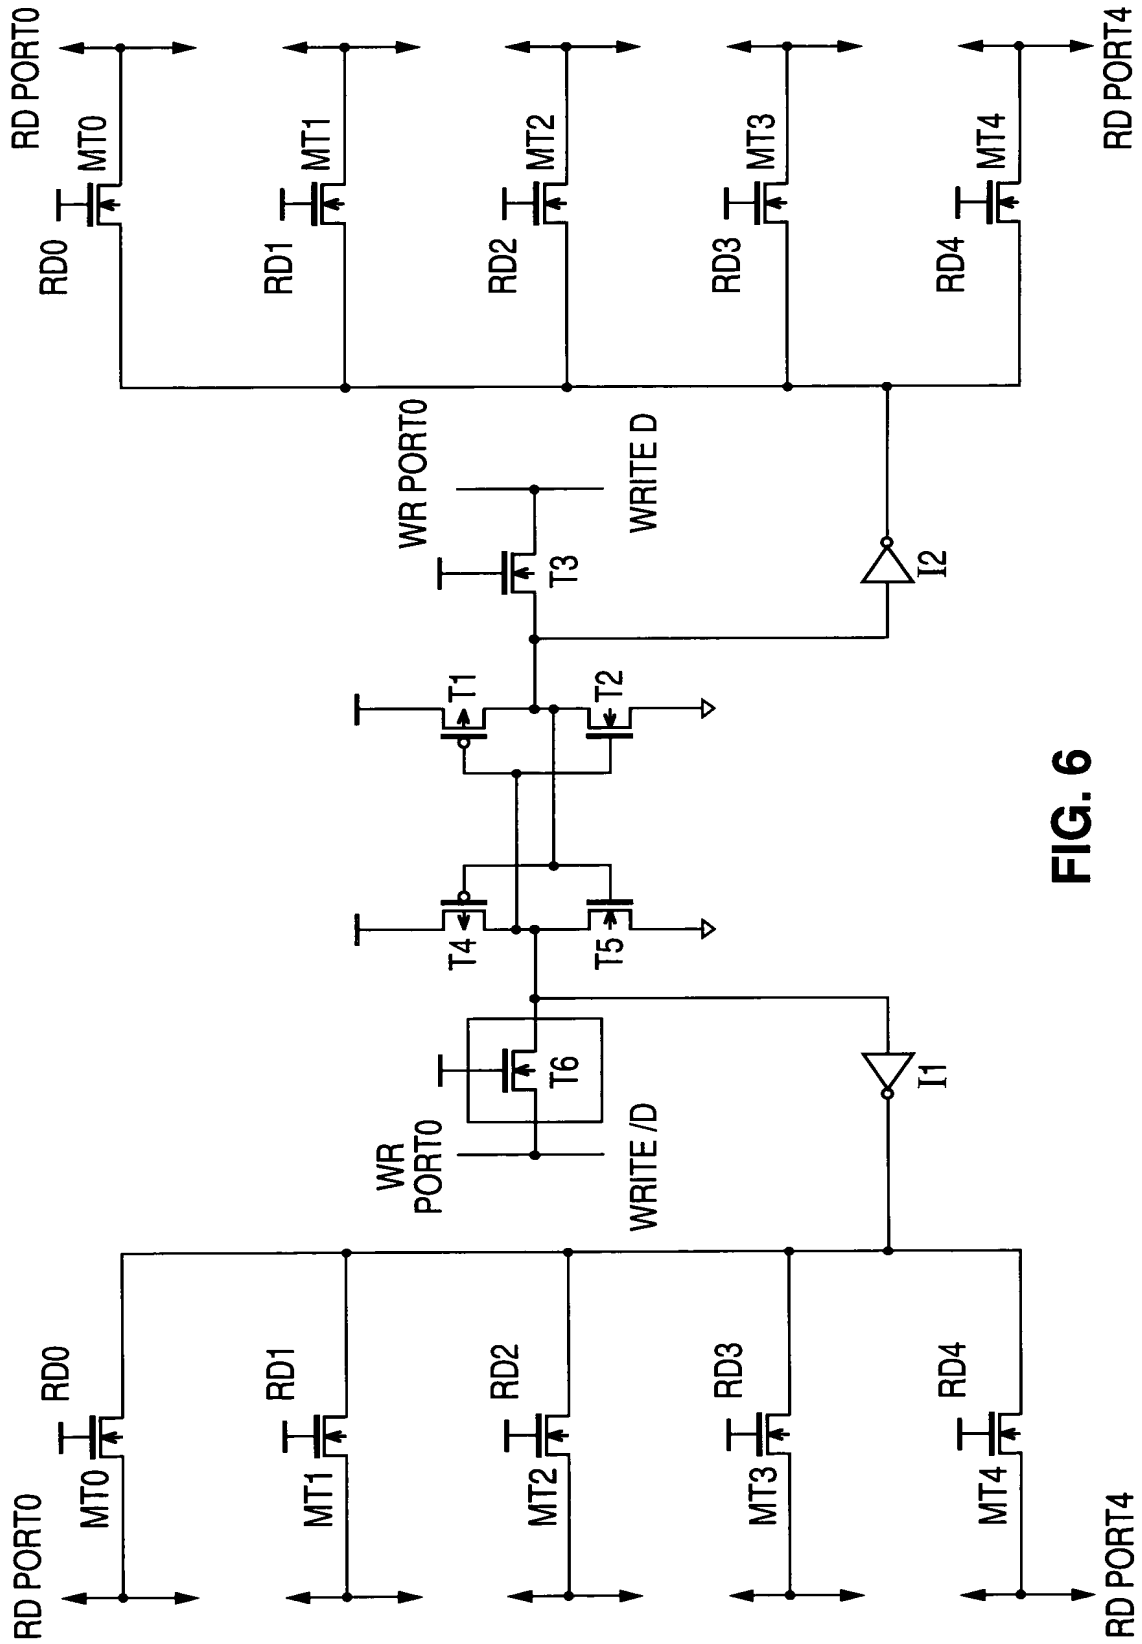 RD PORT0
RD0
MT0
RD1
MT1
RD2
MT2
RD3
MT3
RD4
MT4
RD PORT4
WR PORT0
WRITE D
T3
I2
T1
T2
T4
T5
T6
WR
PORT0
WRITE /D
I1
RD PORT0
RD0
MT0
RD1
MT1
RD2
MT2
RD3
MT3
RD4
MT4
RD PORT4
FIG. 6